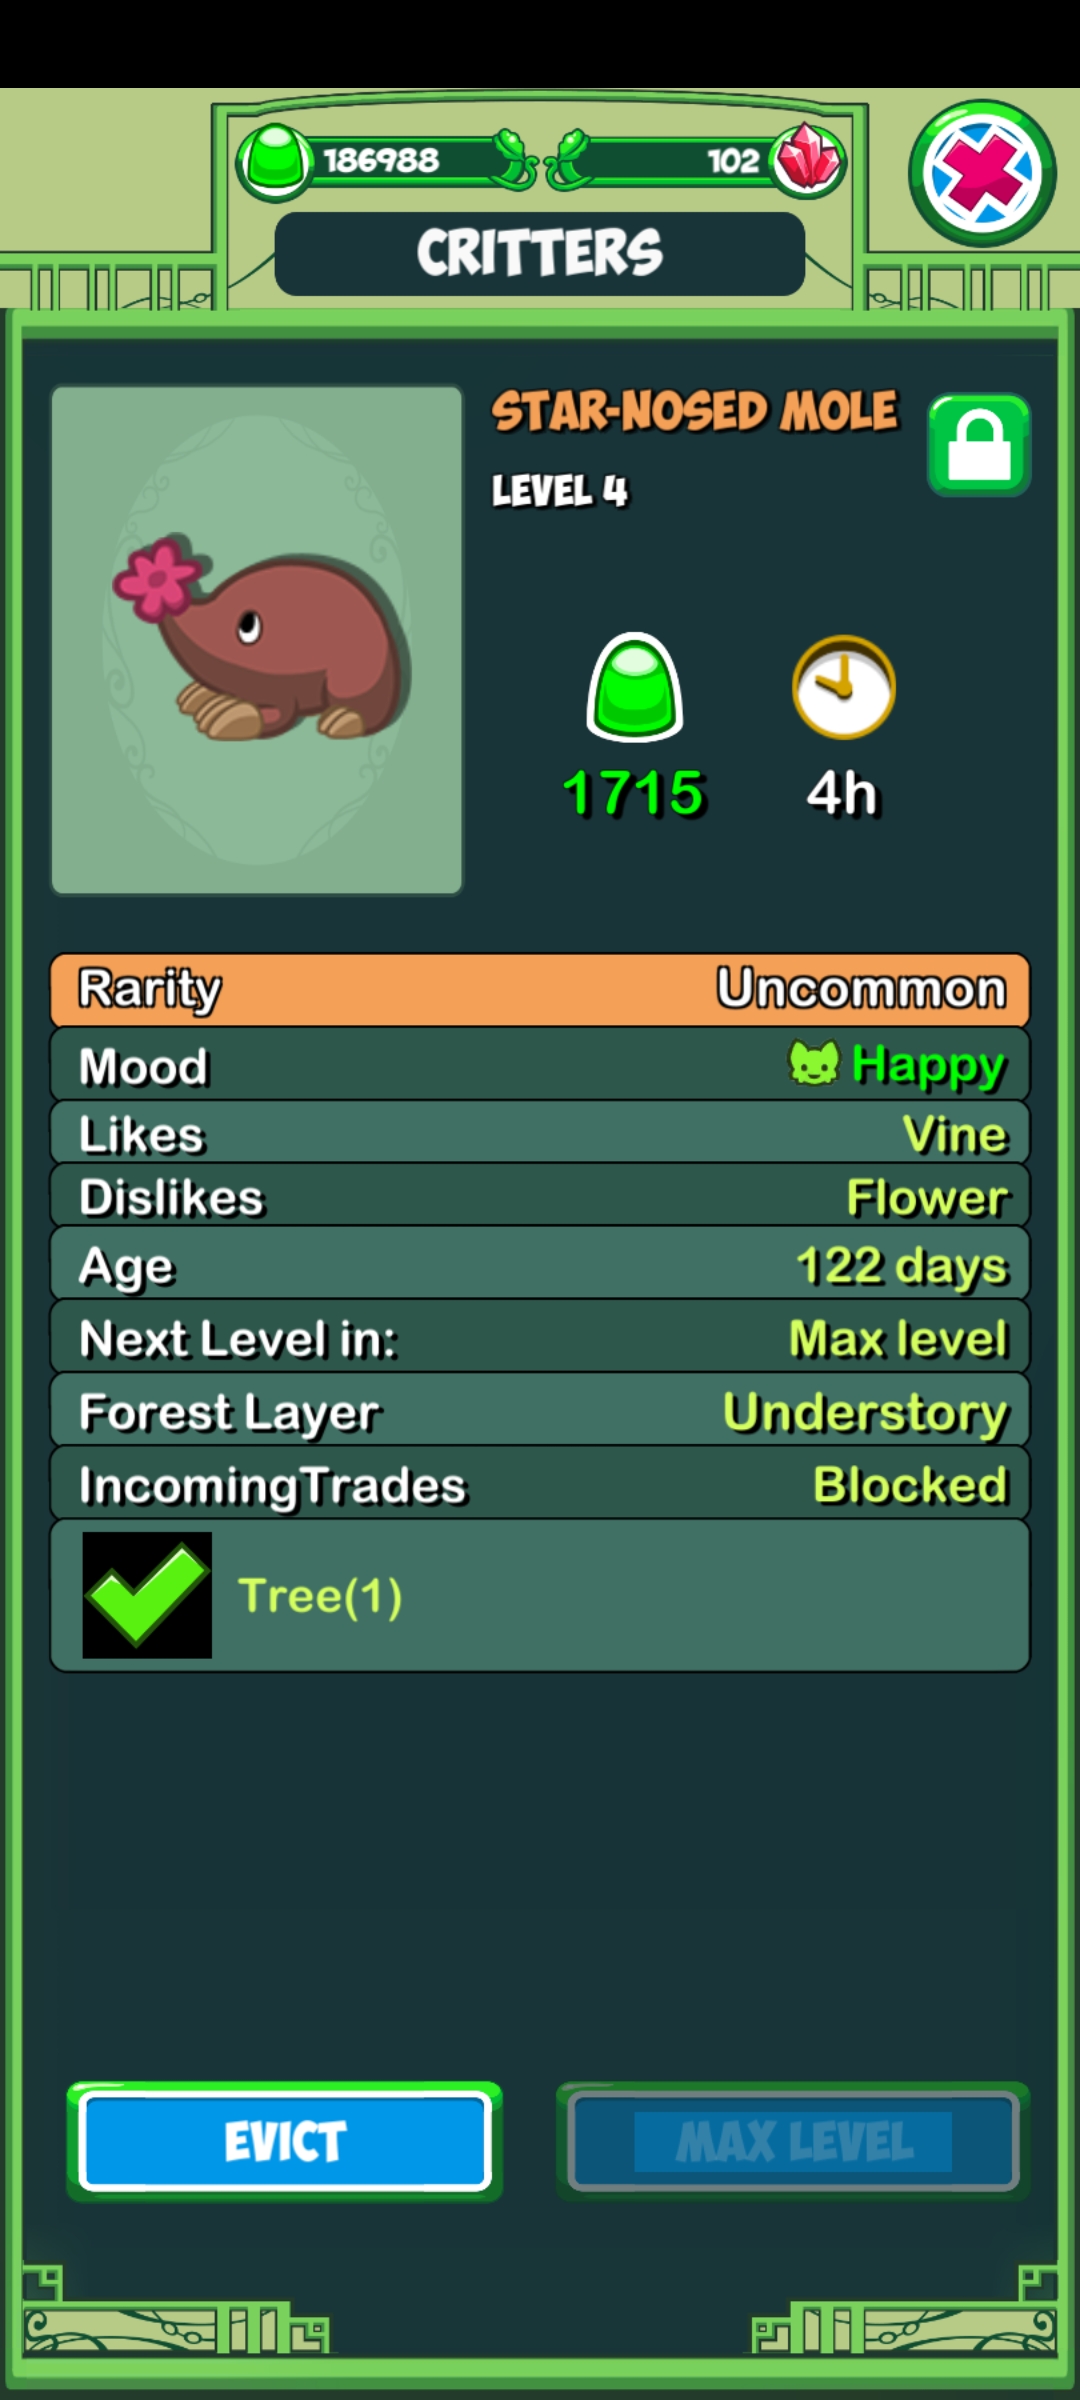 186988
102
CRITTERS
STAR-NOSED MOLE
LEVEL 4
1715
4h
Rarity Uncommon
Mood Happy
Likes Vine
Dislikes Flower
Age 122 days
Next Level in: Max level
Forest Layer Understory
IncomingTrades Blocked
Tree(1)
EVICT
MAX LEVEL